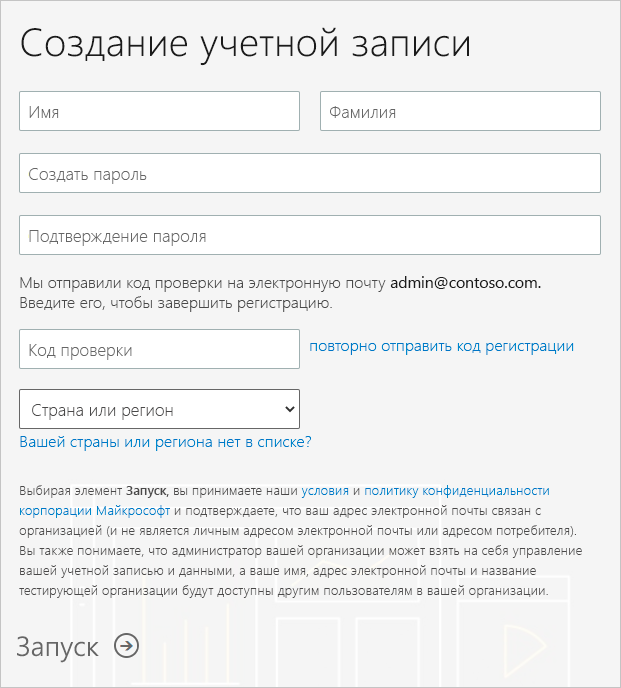 Создание учетной записи
Имя
Фамилия
Создать пароль
Подтверждение пароля
Мы отправили код проверки на электронную почту admin@contoso.com.
Введите его, чтобы завершить регистрацию.
Код проверки
повторно отправить код регистрации
Страна или регион
Вашей страны или региона нет в списке?
Выбирая элемент Запуск, вы принимаете наши условия и политику конфиденциальности
корпорации Майкрософт и подтверждаете, что ваш адрес электронной почты связан с
организацией (и не является личным адресом электронной почты или адресом потребителя).
Вы также понимаете, что администратор вашей организации может взять на себя управление
вашей учетной записью и данными, а ваше имя, адрес электронной почты и название
тестирующей организации будут доступны другим пользователям в вашей организации.
Запуск